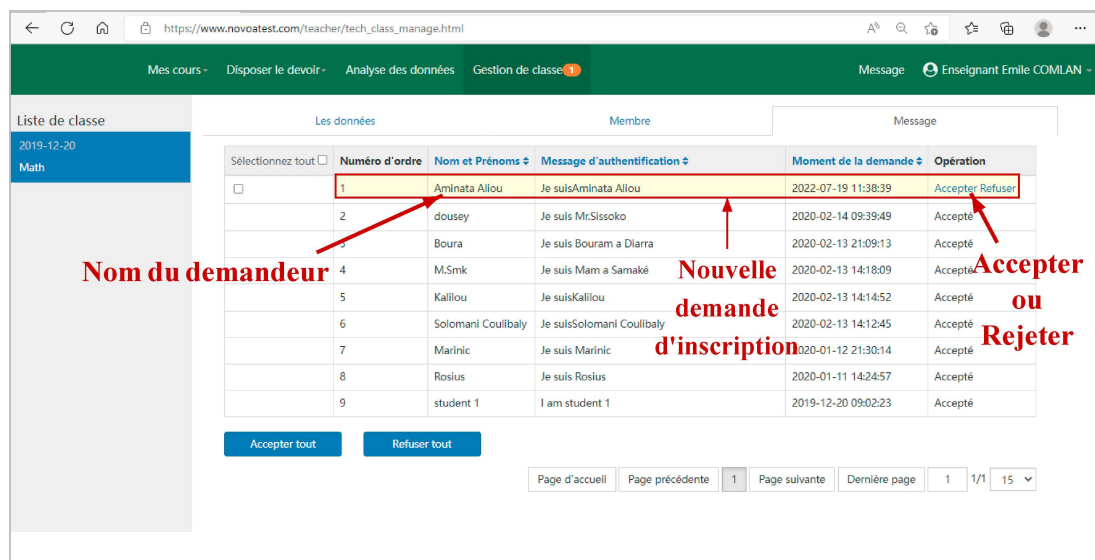 https://www.novoatest.com/teacher/tech_class_manage.html
Mes cours Disposer le devoir Analyse des données Gestion de classe 1 Message Enseignant Emile COMLAN
Liste de classe
2019-12-20
Math
Les données Membre Message
Sélectionnez tout Numéro d'ordre Nom et Prénoms Message d'authentification Moment de la demande Opération
1 Aminata Aliou Je suisAminata Aliou 2022-07-19 11:38:39 Accepter Refuser
2 dousey Je suis Mr.Sissoko 2020-02-14 09:39:49 Accepté
Boura Je suis Bouram a Diarra 2020-02-13 21:09:13 Accepté
4 M.Smk Je suis Mam a Samaké 2020-02-13 14:18:09 Accepté
5 Kalilou Je suisKalilou 2020-02-13 14:14:52 Accepté
6 Solomani Coulibaly Je suisSolomani Coulibaly 2020-02-13 14:12:45 Accepté
7 Marinic Je suis Marinic 2020-01-12 21:30:14 Accepté
8 Rosius Je suis Rosius 2020-01-11 14:24:57 Accepté
9 student 1 I am student 1 2019-12-20 09:02:23 Accepté
Nom du demandeur
Nouvelle
demande
d'inscription
Accepter
ou
Rejeter
Accepter tout Refuser tout
Page d'accueil Page précédente 1 Page suivante Dernière page 1 1/1 15